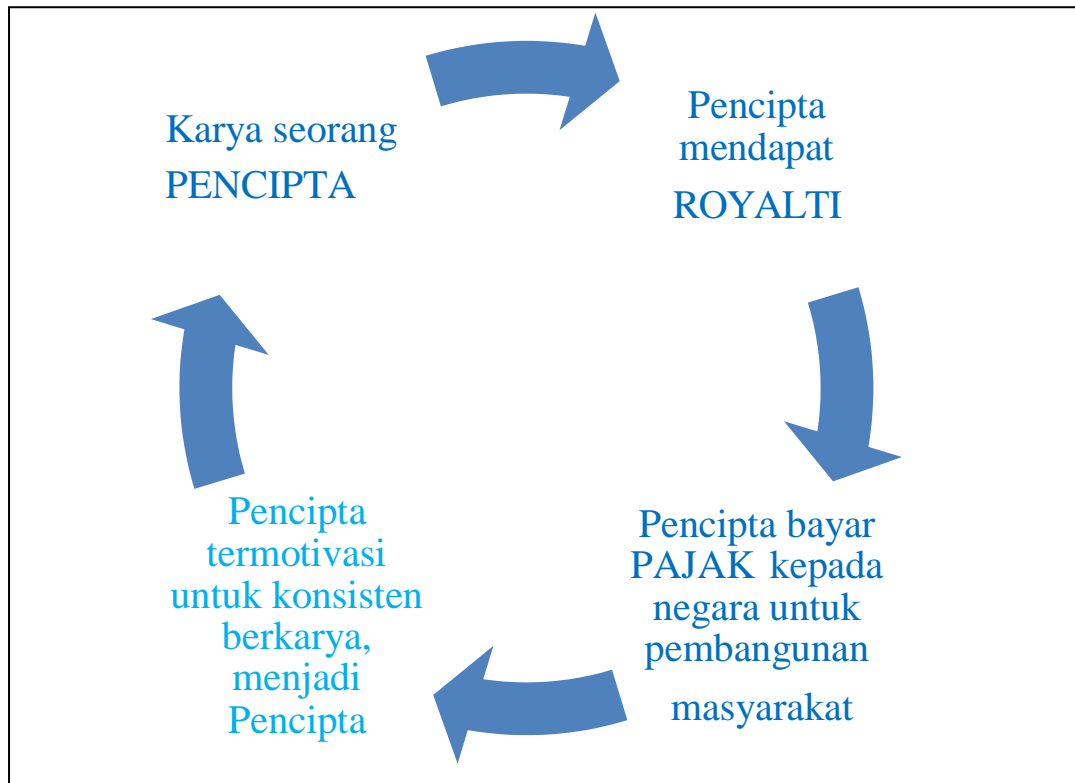 Karya seorang
PENCIPTA
Pencipta
mendapat
ROYALTI
Pencipta bayar
PAJAK kepada
negara untuk
pembangunan
masyarakat
Pencipta
termotivasi
untuk konsisten
berkarya,
menjadi
Pencipta